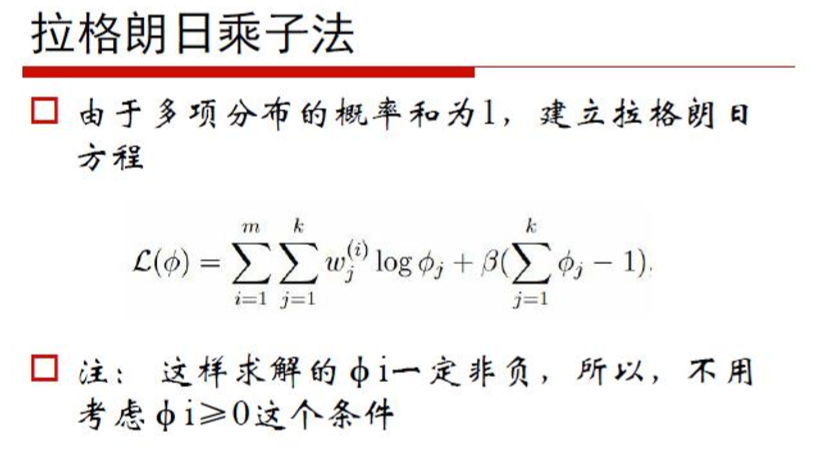 拉格朗日乘子法
由于多项分布的概率和为1，建立拉格朗日
方程
$\mathcal{L}(\phi) = \sum_{i=1}^{m} \sum_{j=1}^{k} w_j^{(i)} \log \phi_j + \beta(\sum_{j=1}^{k} \phi_j - 1).$
注： 这样求解的φi一定非负，所以，不用
考虑φi≥0这个条件